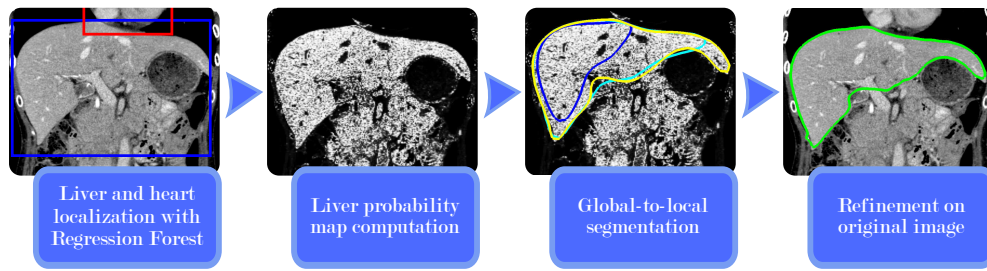 Liver and heart
localization with
Regression Forest
Liver probability
map computation
Global-to-local
segmentation
Refinement on
original image